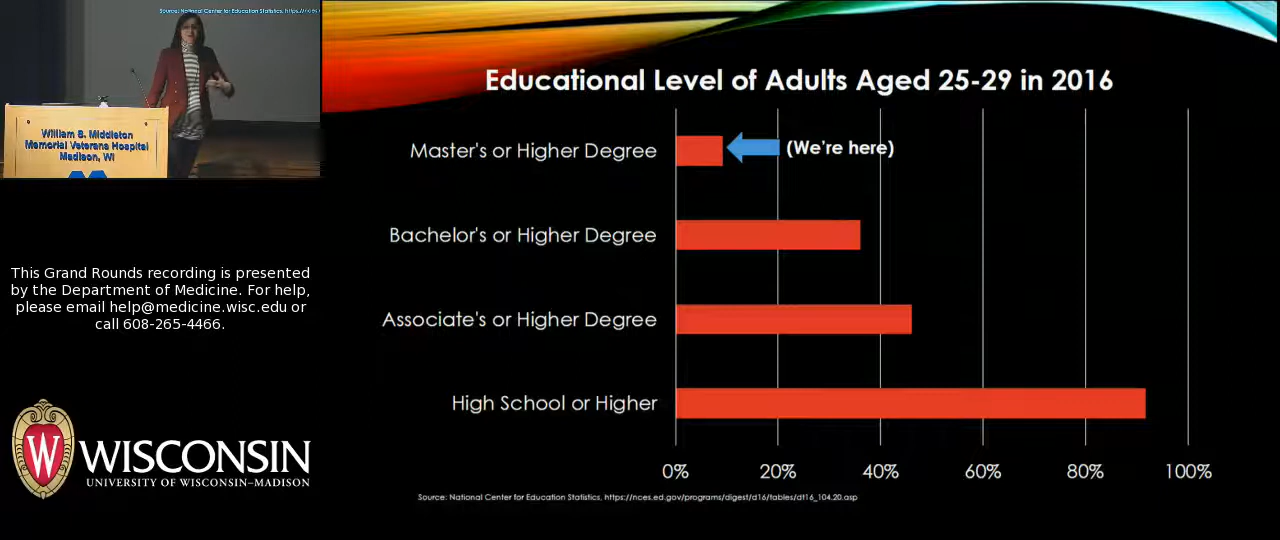 Source: National Center for Education Statistics, https://nces
William S. Middleton
Memorial Veterans Hospital
Madison, WI
This Grand Rounds recording is presented
by the Department of Medicine. For help,
please email help@medicine.wisc.edu or
call 608-265-4466.
W
WISCONSIN
UNIVERSITY OF WISCONSIN–MADISON
Educational Level of Adults Aged 25-29 in 2016
Master's or Higher Degree
(We're here)
Bachelor's or Higher Degree
Associate's or Higher Degree
High School or Higher
0% 20% 40% 60% 80% 100%
Source: National Center for Education Statistics, https://nces.ed.gov/programs/digest/d16/tables/dt16_104.20.asp